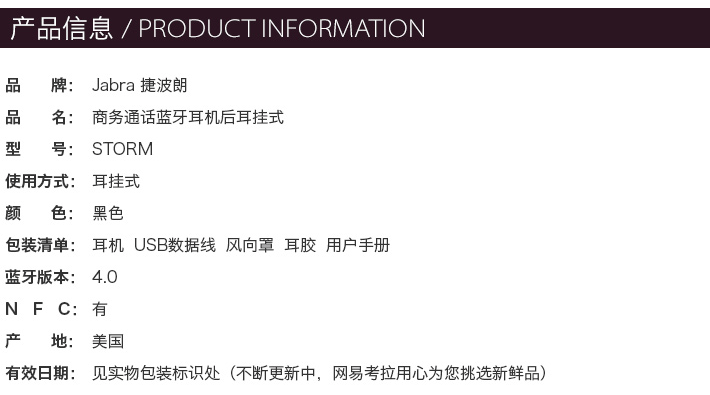 产品信息 / PRODUCT INFORMATION
品 牌： Jabra 捷波朗
品 名： 商务通话蓝牙耳机后耳挂式
型 号： STORM
使用方式： 耳挂式
颜 色： 黑色
包装清单： 耳机 USB数据线 风向罩 耳胶 用户手册
蓝牙版本： 4.0
N F C： 有
产 地： 美国
有效日期： 见实物包装标识处（不断更新中，网易考拉用心为您挑选新鲜品）